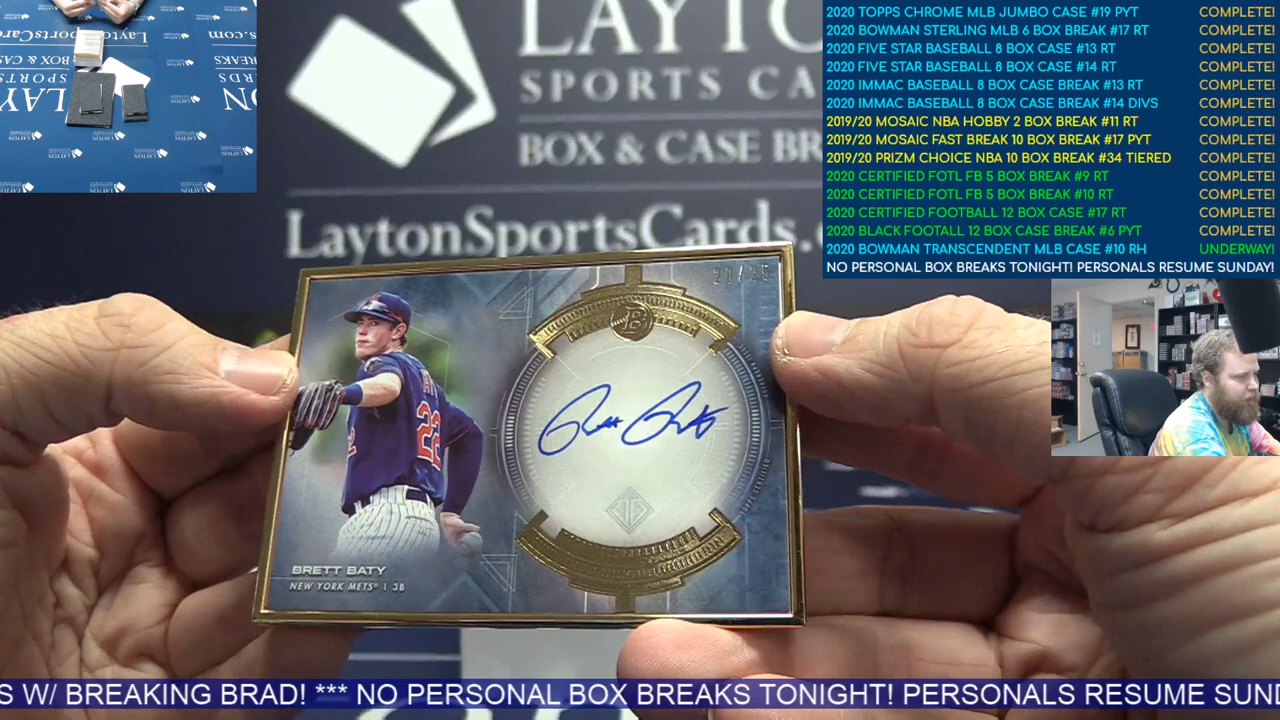 LAYTO
SPORTS CA
BOX & CASE BR
LaytonSportsCards.c
2020 TOPPS CHROME MLB JUMBO CASE #19 PYT COMPLETE!
2020 BOWMAN STERLING MLB 6 BOX BREAK #17 RT COMPLETE!
2020 FIVE STAR BASEBALL 8 BOX CASE #13 RT COMPLETE!
2020 FIVE STAR BASEBALL 8 BOX CASE #14 RT COMPLETE!
2020 IMMAC BASEBALL 8 BOX CASE BREAK #13 RT COMPLETE!
2020 IMMAC BASEBALL 8 BOX CASE BREAK #14 DIVS COMPLETE!
2019/20 MOSAIC NBA HOBBY 2 BOX BREAK #11 RT COMPLETE!
2019/20 MOSAIC FAST BREAK 10 BOX BREAK #17 PYT COMPLETE!
2019/20 PRIZM CHOICE NBA 10 BOX BREAK #34 TIERED COMPLETE!
2020 CERTIFIED FOTL FB 5 BOX BREAK #9 RT COMPLETE!
2020 CERTIFIED FOTL FB 5 BOX BREAK #10 RT COMPLETE!
2020 CERTIFIED FOOTBALL 12 BOX CASE #17 RT COMPLETE!
2020 BLACK FOOTALL 12 BOX CASE BREAK #6 PYT COMPLETE!
2020 BOWMAN TRANSCENDENT MLB CASE #10 RH UNDERWAY!
NO PERSONAL BOX BREAKS TONIGHT! PERSONALS RESUME SUNDAY!
B
22
BRETT BATY
NEW YORK METS | 3B
S W/ BREAKING BRAD! *** NO PERSONAL BOX BREAKS TONIGHT! PERSONALS RESUME SUND